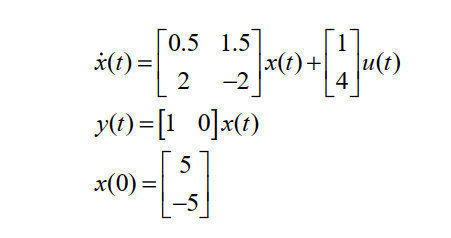 ẋ(t) = [0.5 1.5; 2 −2] x(t) + [1; 4] u(t)
y(t) = [1 0] x(t)
x(0) = [5; −5]